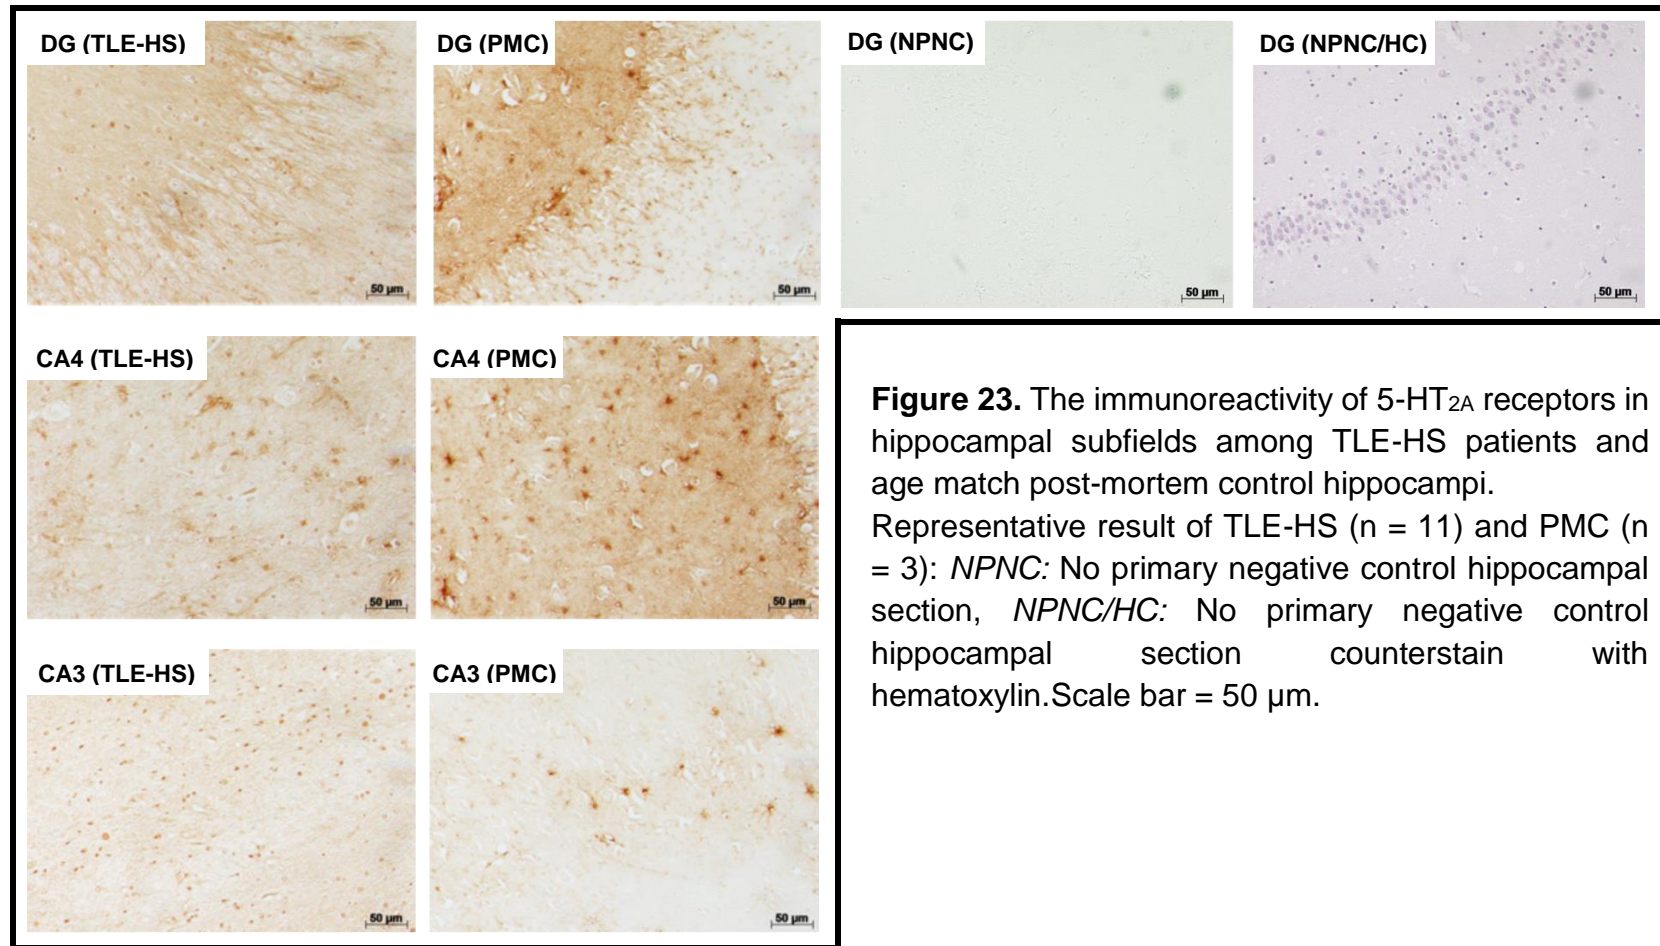 DG (TLE-HS)
DG (PMC)
DG (NPNC)
DG (NPNC/HC)
50 µm
50 µm
50 µm
50 µm
CA4 (TLE-HS)
CA4 (PMC)
50 µm
50 µm
CA3 (TLE-HS)
CA3 (PMC)
50 µm
50 µm
Figure 23. The immunoreactivity of 5-HT2A receptors in
hippocampal subfields among TLE-HS patients and
age match post-mortem control hippocampi.
Representative result of TLE-HS (n = 11) and PMC (n
= 3): NPNC: No primary negative control hippocampal
section, NPNC/HC: No primary negative control
hippocampal section counterstain with
hematoxylin.Scale bar = 50 µm.